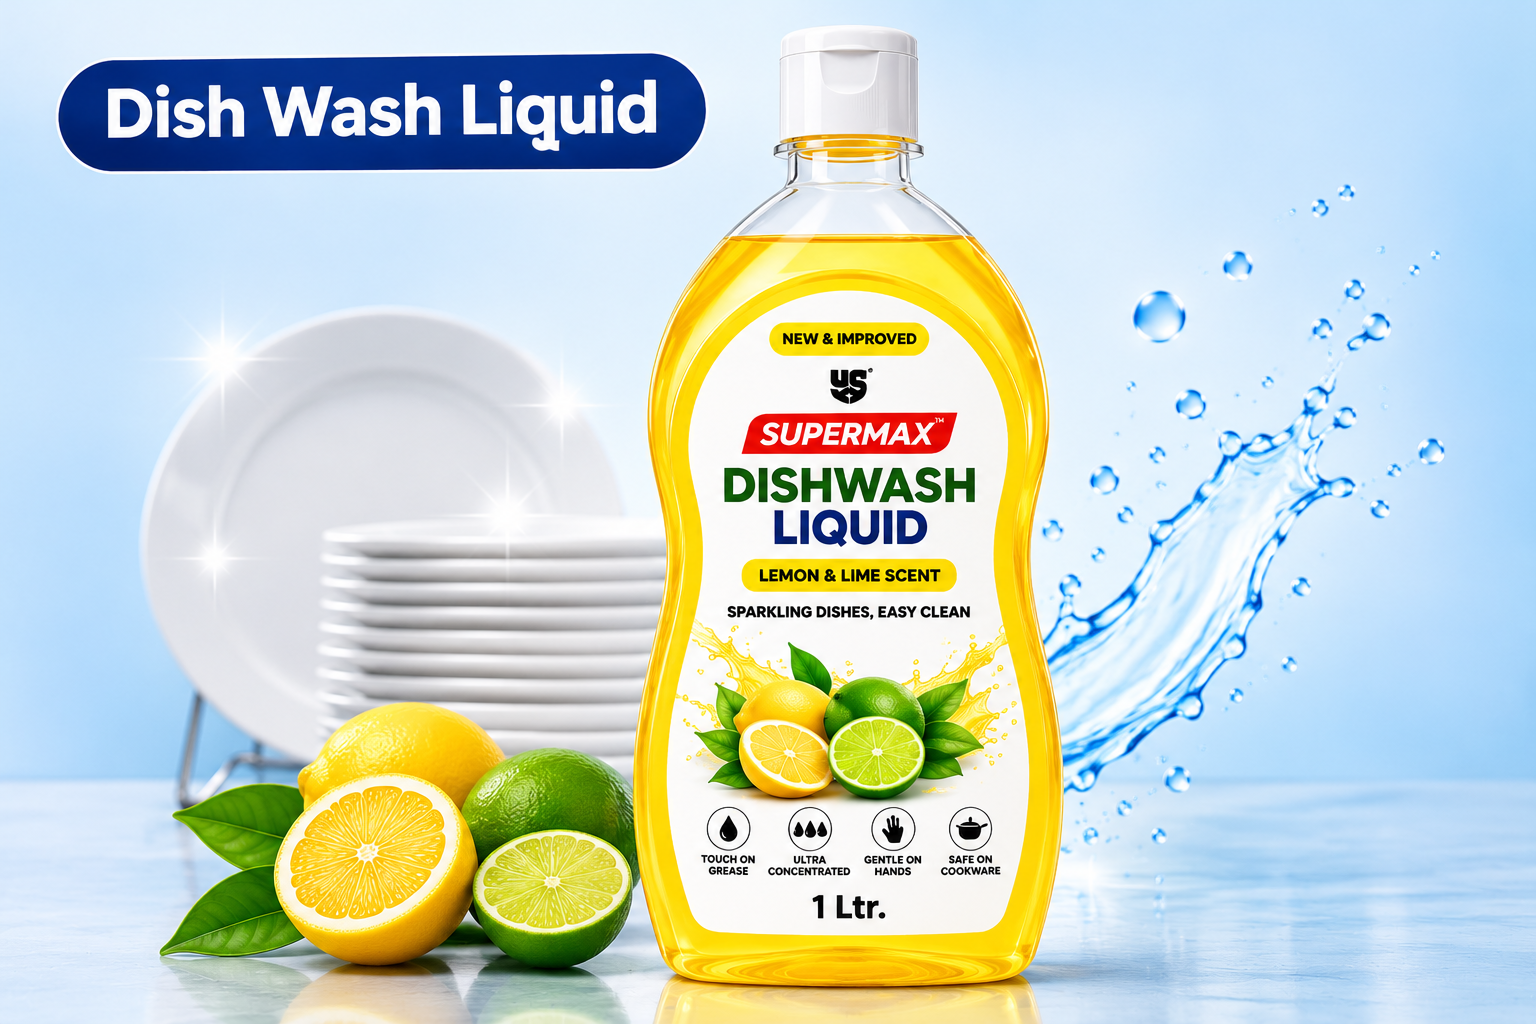 Dish Wash Liquid
NEW & IMPROVED
US®
SUPERMAX™
DISHWASH
LIQUID
LEMON & LIME SCENT
SPARKLING DISHES, EASY CLEAN
TOUCH ON
GREASE
ULTRA
CONCENTRATED
GENTLE ON
HANDS
SAFE ON
COOKWARE
1 Ltr.